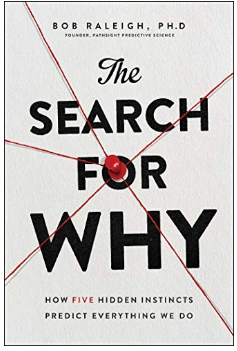 BOB RALEIGH, PH.D
FOUNDER, PATHSIGHT PREDICTIVE SCIENCE
The
SEARCH
FOR
WHY
HOW FIVE HIDDEN INSTINCTS
PREDICT EVERYTHING WE DO